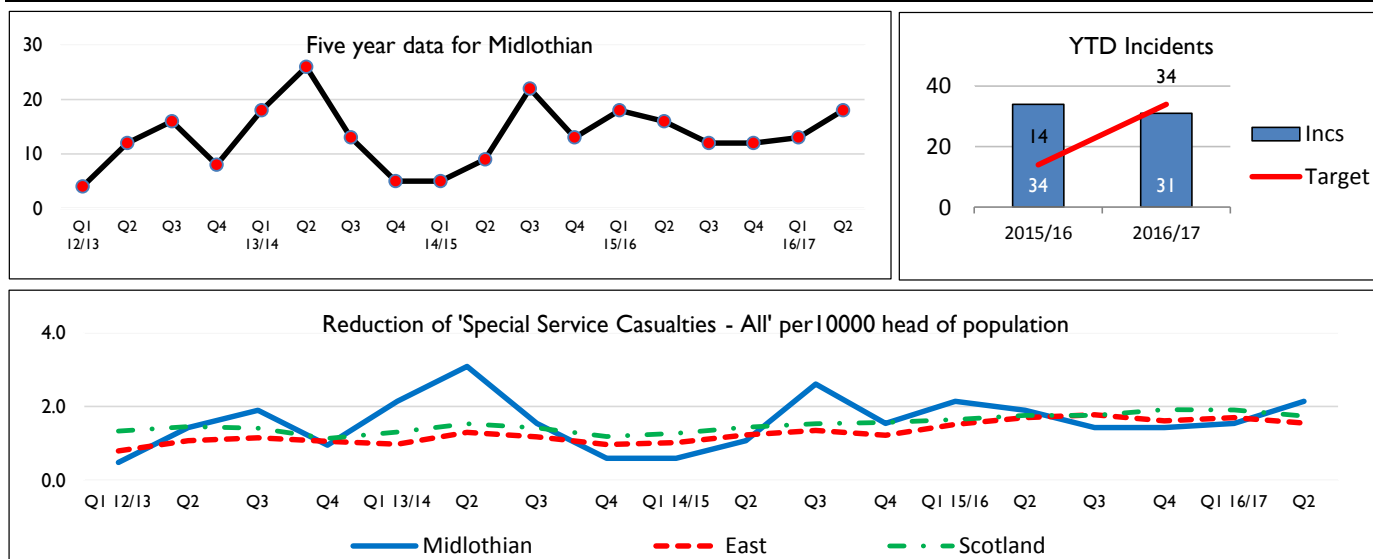 Five year data for Midlothian
30
20
10
0
Q1 Q2 Q3 Q4 Q1 Q2 Q3 Q4 Q1 Q2 Q3 Q4 Q1 Q2 Q3 Q4 Q1 Q2
12/13 13/14 14/15 15/16 16/17
YTD Incidents
34
40
14
20
34 31
0
2015/16 2016/17
Incs
Target
Reduction of 'Special Service Casualties - All' per10000 head of population
4.0
2.0
0.0
Q1 12/13 Q2 Q3 Q4 Q1 13/14 Q2 Q3 Q4 Q1 14/15 Q2 Q3 Q4 Q1 15/16 Q2 Q3 Q4 Q1 16/17 Q2
Midlothian East Scotland